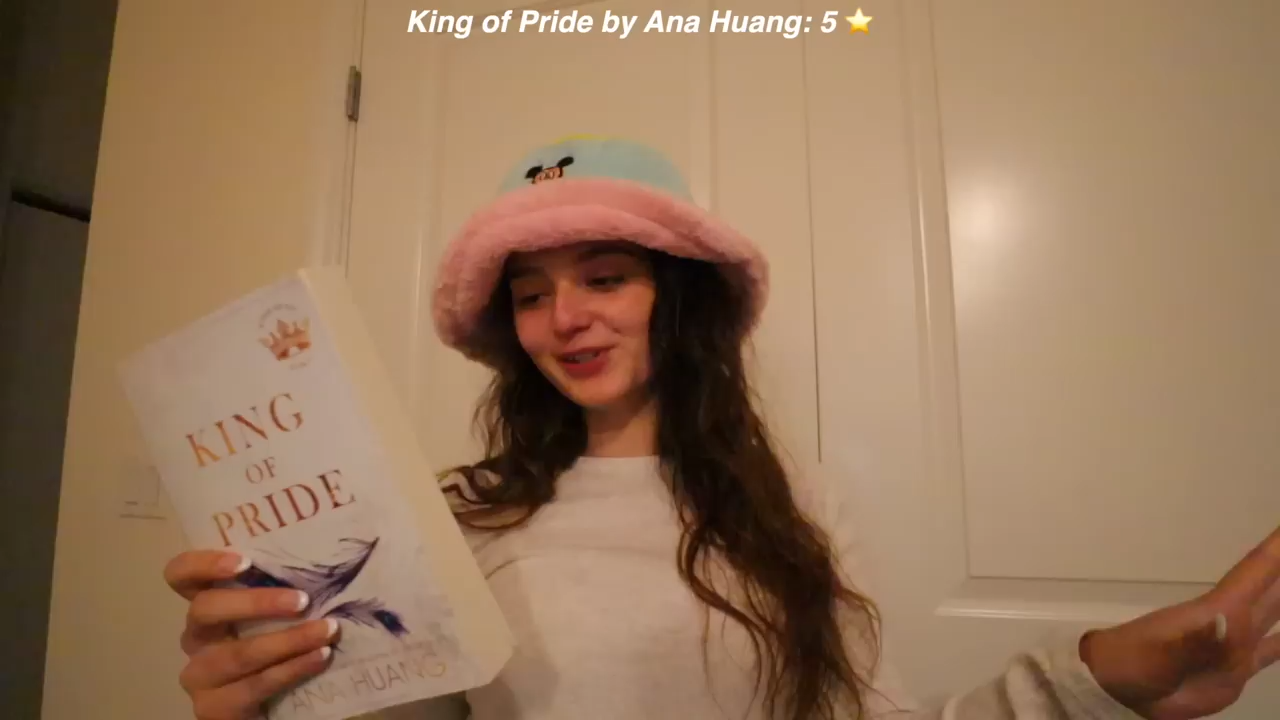 King of Pride by Ana Huang: 5 ⭐
KING
OF
PRIDE
ANA HUANG